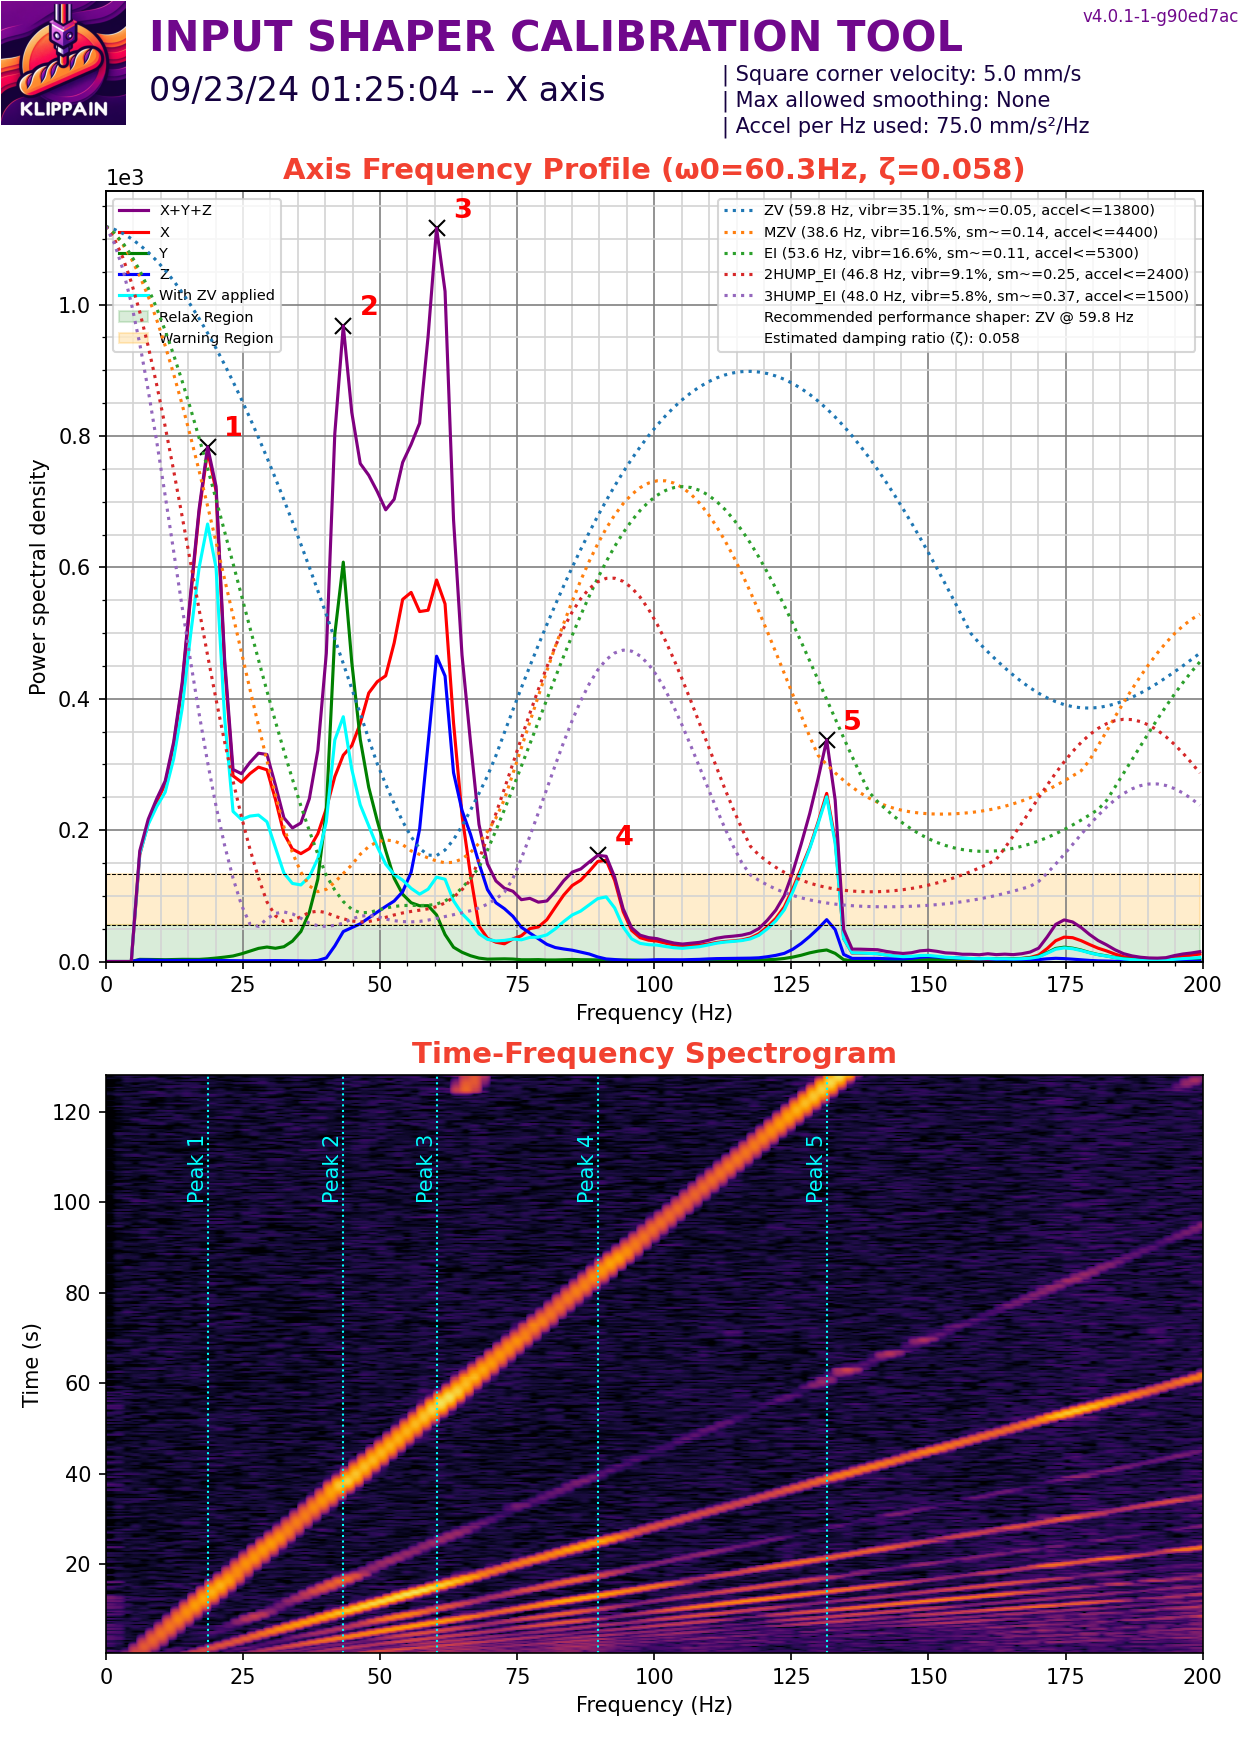 v4.0.1-1-g90ed7ac
INPUT SHAPER CALIBRATION TOOL
09/23/24 01:25:04 -- X axis
| Square corner velocity: 5.0 mm/s
| Max allowed smoothing: None
| Accel per Hz used: 75.0 mm/s²/Hz
KLIPPAIN
Axis Frequency Profile (ω0=60.3Hz, ζ=0.058)
1e3
X+Y+Z
X
Y
Z
With ZV applied
Relax Region
Warning Region
ZV (59.8 Hz, vibr=35.1%, sm~=0.05, accel<=13800)
MZV (38.6 Hz, vibr=16.5%, sm~=0.14, accel<=4400)
EI (53.6 Hz, vibr=16.6%, sm~=0.11, accel<=5300)
2HUMP_EI (46.8 Hz, vibr=9.1%, sm~=0.25, accel<=2400)
3HUMP_EI (48.0 Hz, vibr=5.8%, sm~=0.37, accel<=1500)
Recommended performance shaper: ZV @ 59.8 Hz
Estimated damping ratio (ζ): 0.058
1
2
3
4
5
Power spectral density
1.0
0.8
0.6
0.4
0.2
0.0
0 25 50 75 100 125 150 175 200
Frequency (Hz)
Time-Frequency Spectrogram
Time (s)
120
100
80
60
40
20
Peak 1
Peak 2
Peak 3
Peak 4
Peak 5
0 25 50 75 100 125 150 175 200
Frequency (Hz)